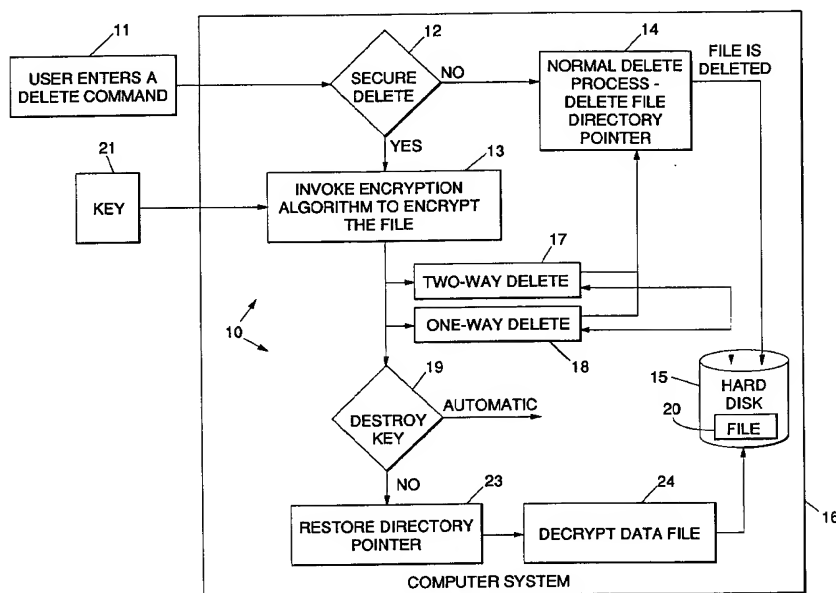 11
USER ENTERS A
DELETE COMMAND
12
SECURE
DELETE
NO
YES
14
NORMAL DELETE
PROCESS -
DELETE FILE
DIRECTORY
POINTER
FILE IS
DELETED
21
KEY
13
INVOKE ENCRYPTION
ALGORITHM TO ENCRYPT
THE FILE
17
TWO-WAY DELETE
ONE-WAY DELETE
18
10
19
DESTROY
KEY
AUTOMATIC
NO
15
HARD
DISK
20
FILE
23
RESTORE DIRECTORY
POINTER
24
DECRYPT DATA FILE
16
COMPUTER SYSTEM